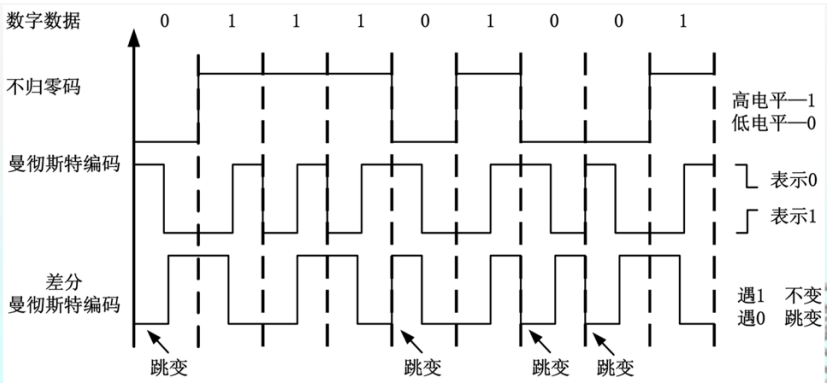 数字数据 0 1 1 1 0 1 0 0 1
不归零码
高电平—1
低电平—0
曼彻斯特编码
表示0
表示1
差分
曼彻斯特编码
遇1 不变
遇0 跳变
跳变 跳变 跳变 跳变